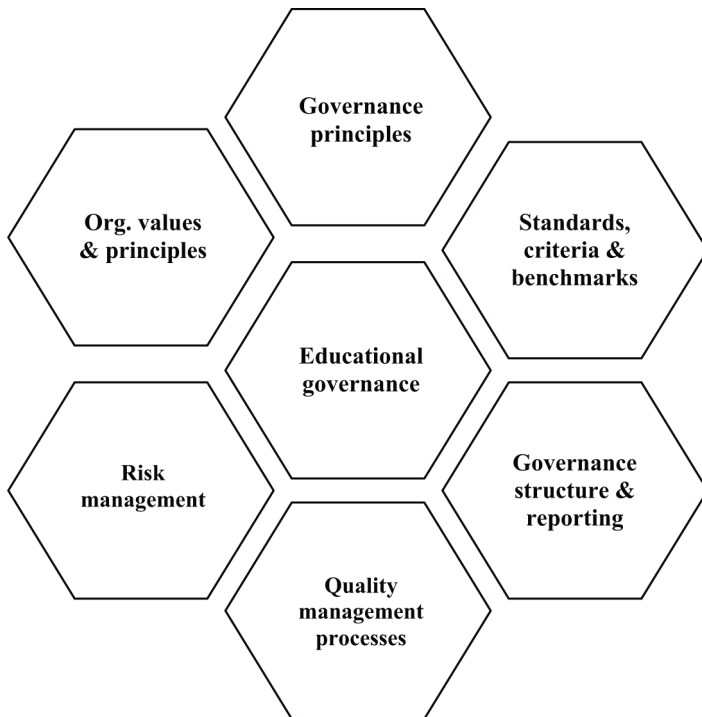 Governance
principles
Org. values
& principles
Standards,
criteria &
benchmarks
Educational
governance
Risk
management
Governance
structure &
reporting
Quality
management
processes